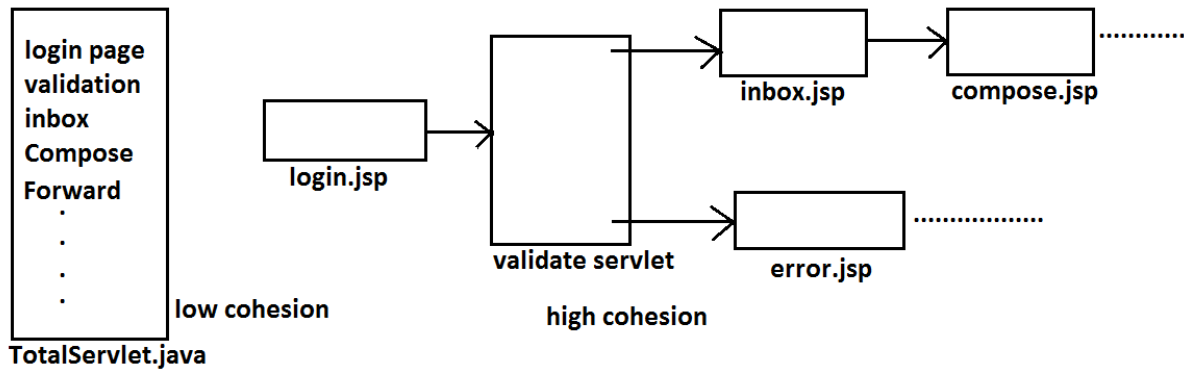 login page
validation
inbox
Compose
Forward
.
.
.
.
low cohesion
TotalServlet.java
login.jsp
validate servlet
inbox.jsp
compose.jsp
............
error.jsp
..................
high cohesion